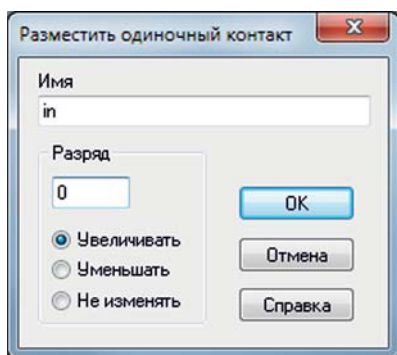 Разместить одиночный контакт
Имя
in
Разряд
0
Увеличивать
Уменьшать
Не изменять
OK
Отмена
Справка